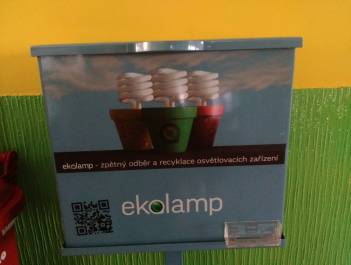 ekolamp - zpětný odběr a recyklace osvětlovacích zařízení
ekolamp